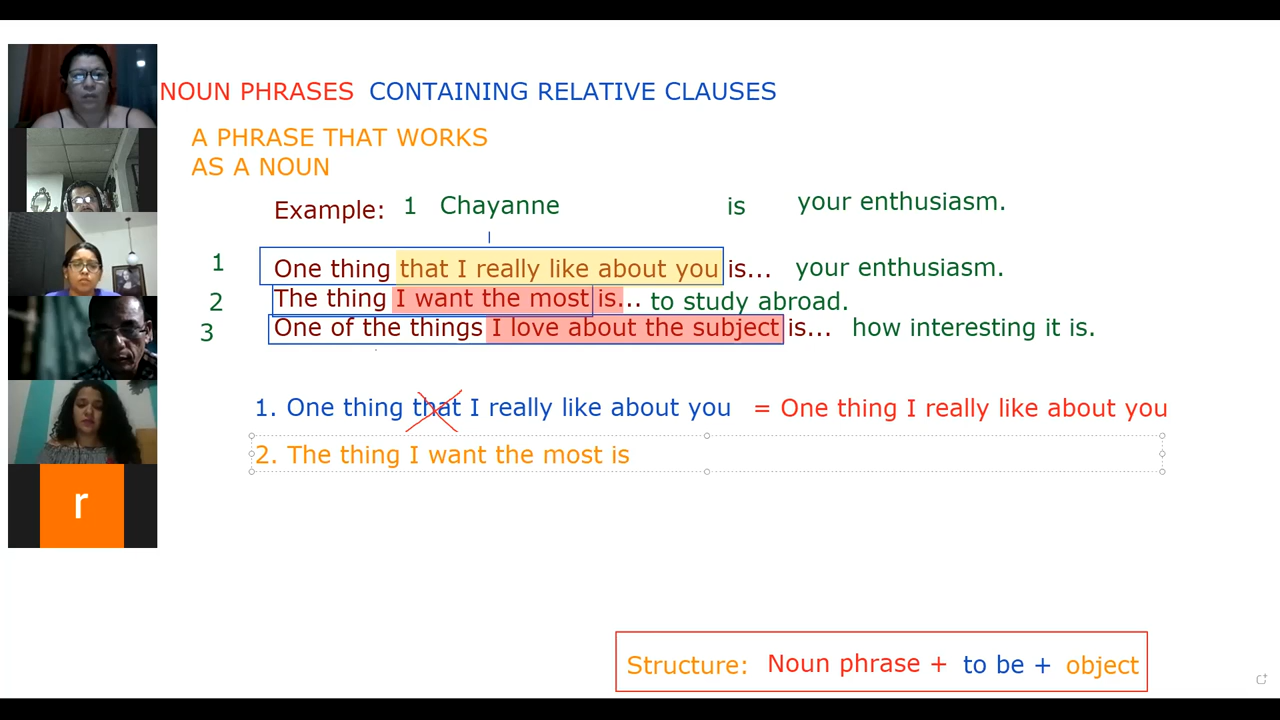 NOUN PHRASES CONTAINING RELATIVE CLAUSES
A PHRASE THAT WORKS
AS A NOUN
Example: 1 Chayanne is your enthusiasm.
1 One thing that I really like about you is... your enthusiasm.
2 The thing I want the most is... to study abroad.
3 One of the things I love about the subject is... how interesting it is.
1. One thing that I really like about you = One thing I really like about you
2. The thing I want the most is
r
Structure: Noun phrase + to be + object